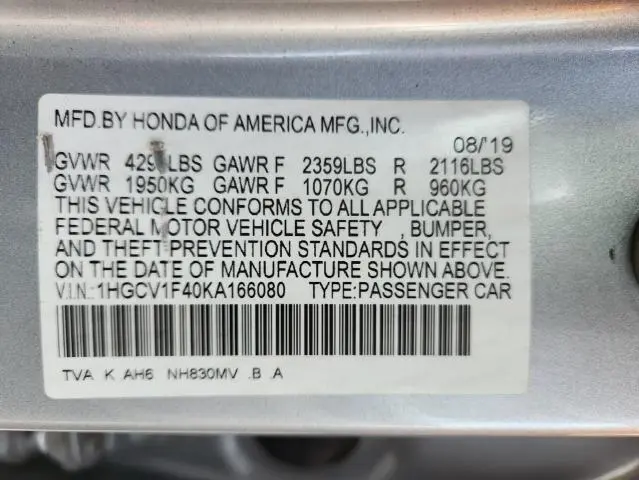 MFD.BY HONDA OF AMERICA MFG.,INC.
08/'19
GVWR LBS GAWR F 2359LBS R 2116LBS
GVWR 1950KG GAWR F 1070KG R 960KG
THIS VEHICLE CONFORMS TO ALL APPLICABLE
FEDERAL MOTOR VEHICLE SAFETY , BUMPER,
AND THEFT PREVENTION STANDARDS IN EFFECT
ON THE DATE OF MANUFACTURE SHOWN ABOVE.
V.I.N.:1HGCV1F40KA166080 TYPE:PASSENGER CAR
TVA K AH6 NH830MV .B .A